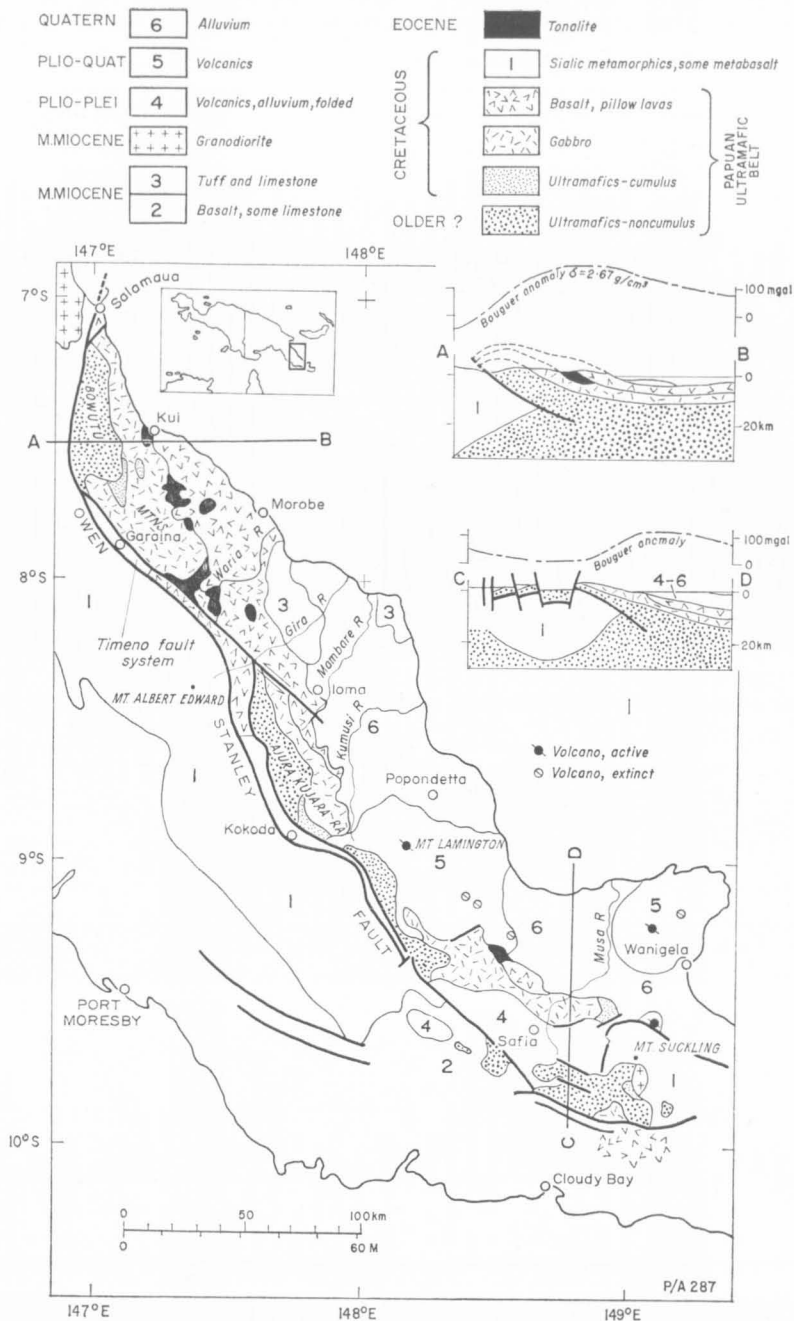 QUATERN 6 Alluvium
PLIO-QUAT 5 Volcanics
PLIO-PLEI 4 Volcanics, alluvium, folded
M.MIOCENE Granodiorite
M.MIOCENE 3 Tuff and limestone
2 Basalt, some limestone
EOCENE Tonalite
CRETACEOUS
1 Sialic metamorphics, some metabasalt
Basalt, pillow lavas
Gabbro
Ultramafics-cumulus
OLDER ? Ultramafics-noncumulus
PAPUAN
ULTRAMAFIC
BELT
147°E
148°E
7°S
Salamaua
BOWUTU
MTNS
Kui
A
B
Morobe
OWEN
Garaina
Waria R
8°S
1
3
Gira R
Mambare R
3
Timeno fault
system
MT. ALBERT EDWARD
Ioma
STANLEY
Kumusi R
6
1
AJURA KUJARA RA
Popondetta
Kokoda
MT LAMINGTON
9°S
5
1
FAULT
D
6
Musa R
5
Wanigela
6
PORT
MORESBY
4
4
Safia
2
MT. SUCKLING
1
C
10°S
Cloudy Bay
0 50 100km
0 60 M
P/A 287
147°E
148°E
149°E
Bouguer anomaly б=2·67g/cm³
100 mgal
0
A
B
0
1
20km
Bouguer anomaly
100mgal
0
C
4-6
D
0
1
20km
1
Volcano, active
Volcano, extinct